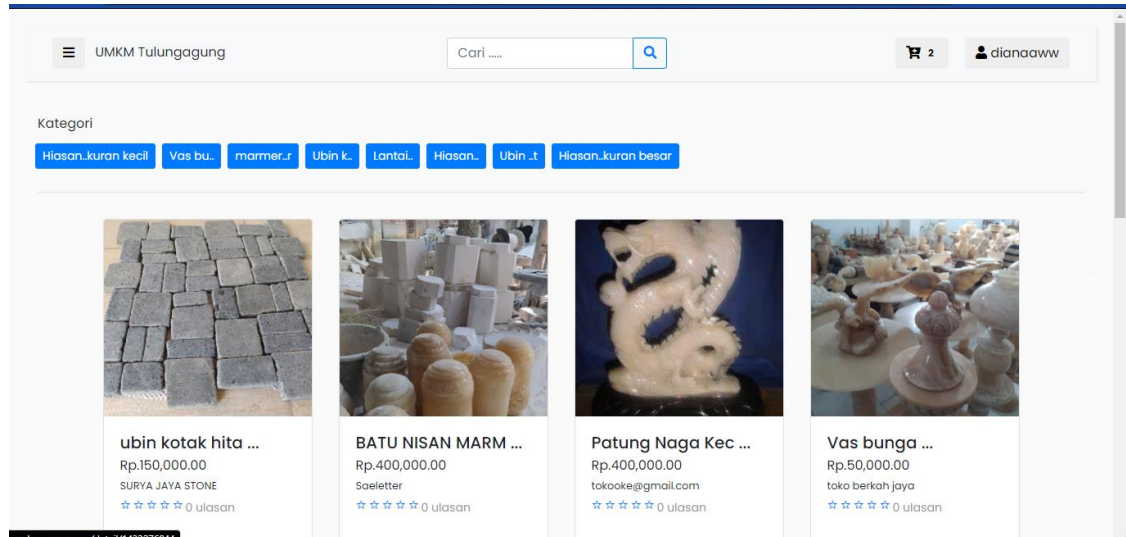 UMKM Tulungagung
Cari .....
2
dianaaww
Kategori
Hiasan..kuran kecil
Vas bu..
marmer..r
Ubin k..
Lantai..
Hiasan..
Ubin ..t
Hiasan..kuran besar
ubin kotak hita ...
Rp.150,000.00
SURYA JAYA STONE
0 ulasan
BATU NISAN MARM ...
Rp.400,000.00
Saeletter
0 ulasan
Patung Naga Kec ...
Rp.400,000.00
tokooke@gmail.com
0 ulasan
Vas bunga ...
Rp.50,000.00
toko berkah jaya
0 ulasan